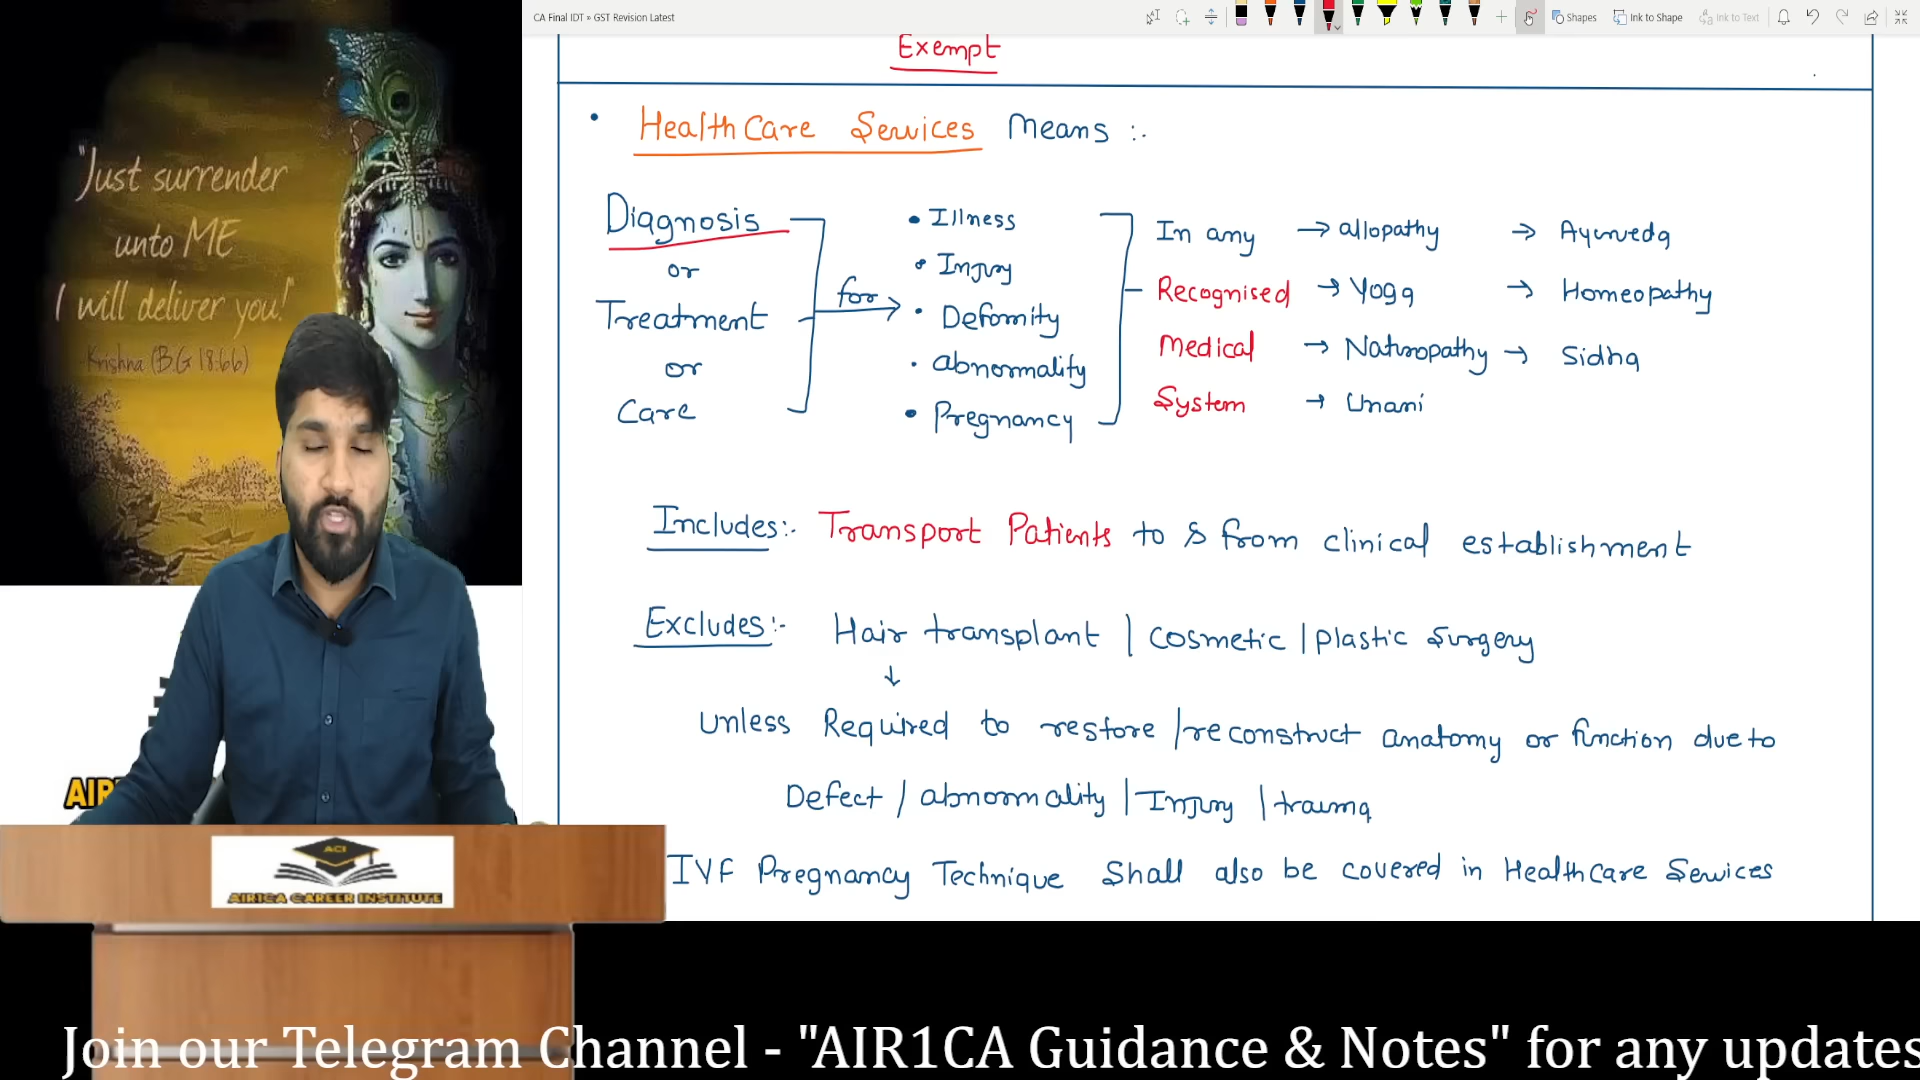 CA Final IDT » GST Revision Latest
Shapes
Ink to Shape
Ink to Text
"Just surrender
unto ME
I will deliver you!"
-Krishna (B.G 18.66)
Exempt
• HealthCare Services Means :-
Diagnosis
or
Treatment
or
Care
for
• Illness
• Injury
• Deformity
• abnormality
• Pregnancy
In any
Recognised
Medical
System
→ allopathy → Ayurveda
→ Yoga → Homeopathy
→ Naturopathy → Sidha
→ Unani
Includes:- Transport Patients to & from clinical establishment
Excludes:- Hair transplant | cosmetic | plastic surgery
↓
unless Required to restore / reconstruct anatomy or function due to
Defect / abnormality | Injury | trauma
IVF Pregnancy Technique Shall also be covered in Healthcare Services
AIR
ACI
AIR1CA CAREER INSTITUTE
Join our Telegram Channel - "AIR1CA Guidance & Notes" for any updates